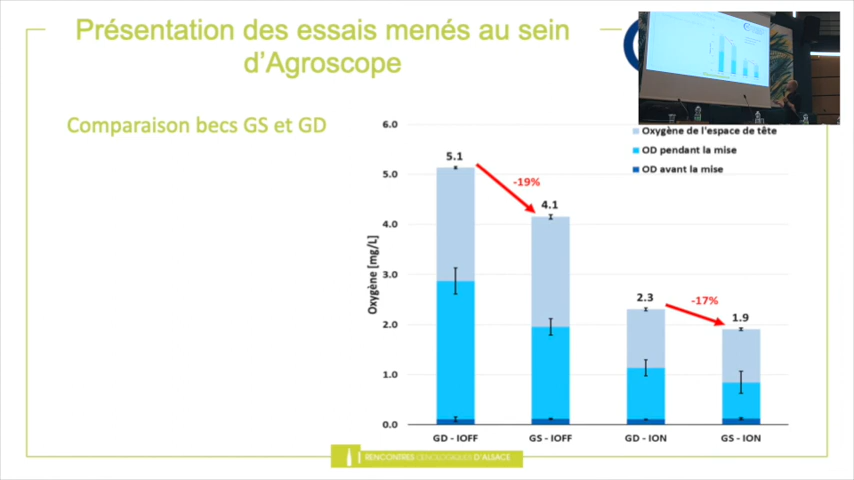 Présentation des essais menés au sein
d'Agroscope
Comparaison becs GS et GD
Oxygène de l'espace de tête
OD pendant la mise
OD avant la mise
Oxygène [mg/L]
6.0
5.0
4.0
3.0
2.0
1.0
0.0
5.1
-19%
4.1
2.3
-17%
1.9
GD - IOFF
GS - IOFF
GD - ION
GS - ION
RENCONTRES ŒNOLOGIQUES D'ALSACE